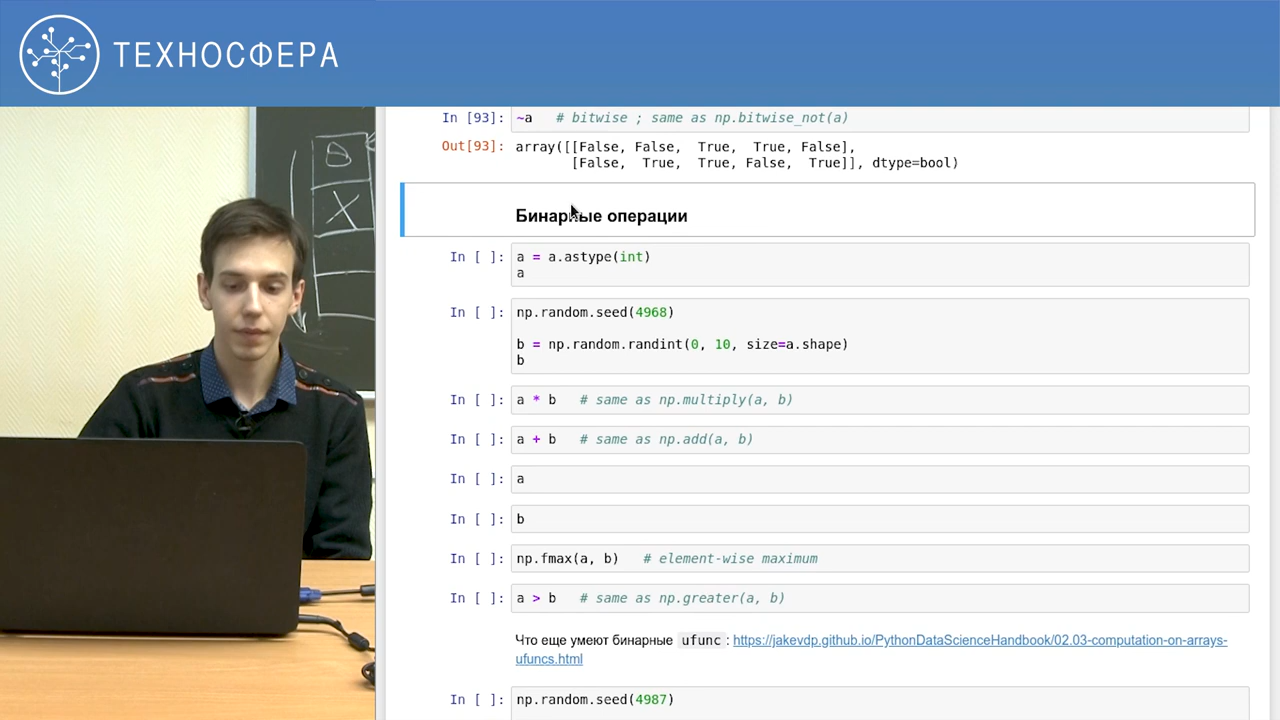 ТЕХНОСФЕРА
In [93]: ~a # bitwise ; same as np.bitwise_not(a)
Out[93]: array([[False, False, True, True, False],
[False, True, True, False, True]], dtype=bool)
Бинарные операции
In [ ]: a = a.astype(int)
a
In [ ]: np.random.seed(4968)
b = np.random.randint(0, 10, size=a.shape)
b
In [ ]: a * b # same as np.multiply(a, b)
In [ ]: a + b # same as np.add(a, b)
In [ ]: a
In [ ]: b
In [ ]: np.fmax(a, b) # element-wise maximum
In [ ]: a > b # same as np.greater(a, b)
Что еще умеют бинарные ufunc : https://jakevdp.github.io/PythonDataScienceHandbook/02.03-computation-on-arrays-
ufuncs.html
In [ ]: np.random.seed(4987)